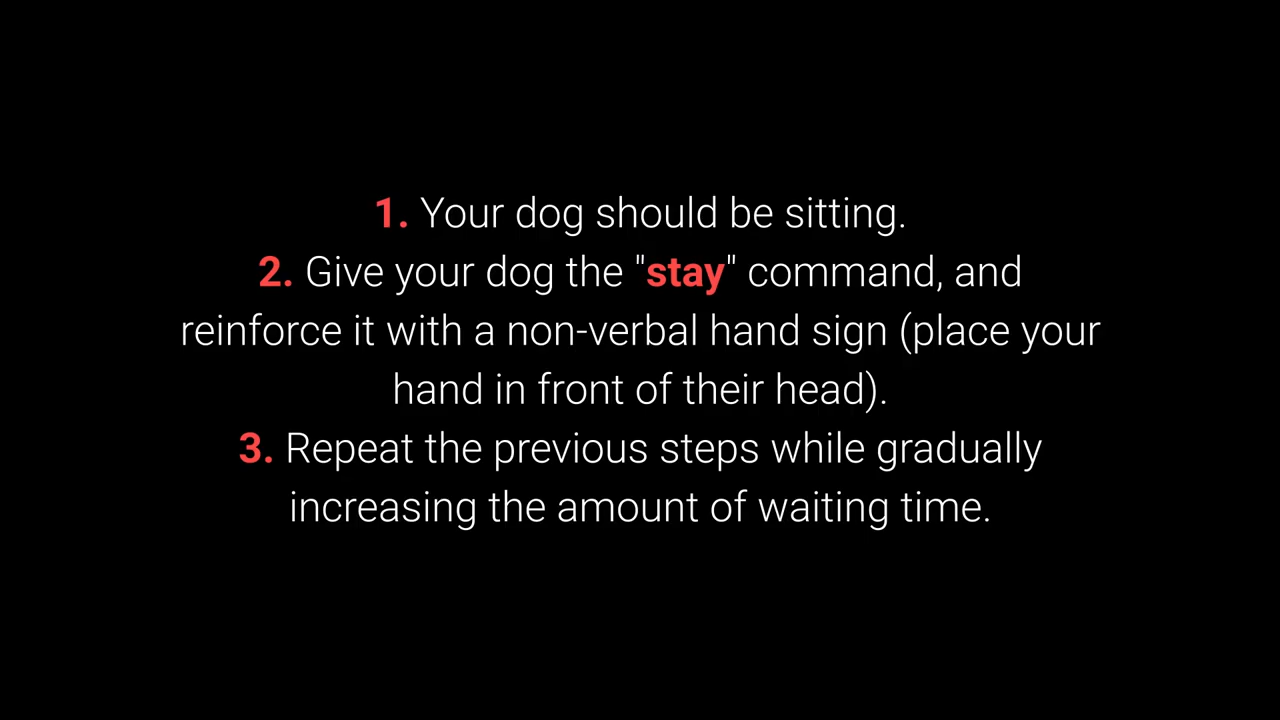 1. Your dog should be sitting.
2. Give your dog the "stay" command, and
reinforce it with a non-verbal hand sign (place your
hand in front of their head).
3. Repeat the previous steps while gradually
increasing the amount of waiting time.